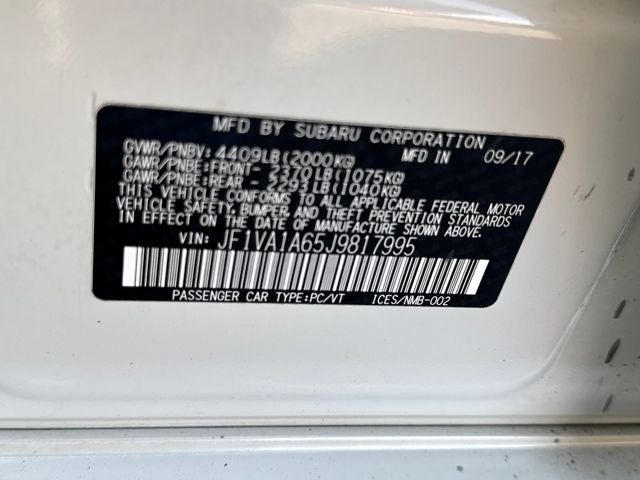 MFD BY SUBARU CORPORATION
GVWR/PNBV: 4409LB(2000KG) MFD IN 09/17
GAWR/PNBE:FRONT- 2370LB(1075KG)
GAWR/PNBE:REAR - 2293LB(1040KG)
THIS VEHICLE CONFORMS TO ALL APPLICABLE FEDERAL MOTOR
VEHICLE SAFETY, BUMPER, AND THEFT PREVENTION STANDARDS
IN EFFECT ON THE DATE OF MANUFACTURE SHOWN ABOVE.
VIN: JF1VA1A65J9817995
PASSENGER CAR TYPE:PC/VT ICES/NMB-002